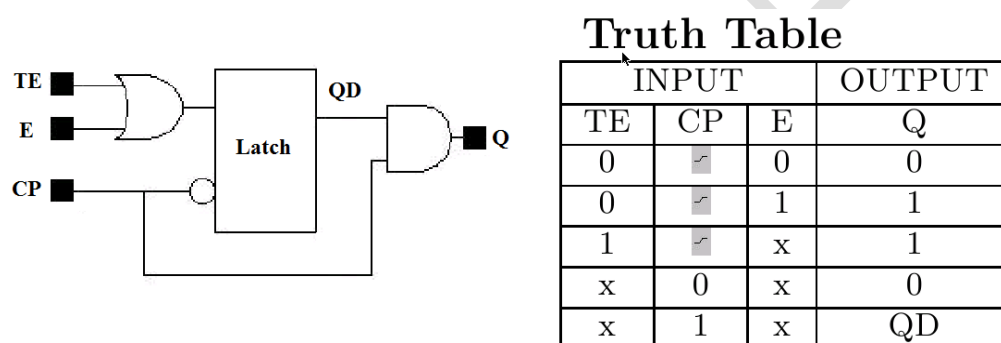 TE
E
CP
QD
Latch
Q
Truth Table
INPUT OUTPUT
TE CP E Q
0 0 0
0 1 1
1 x 1
x 0 x 0
x 1 x QD